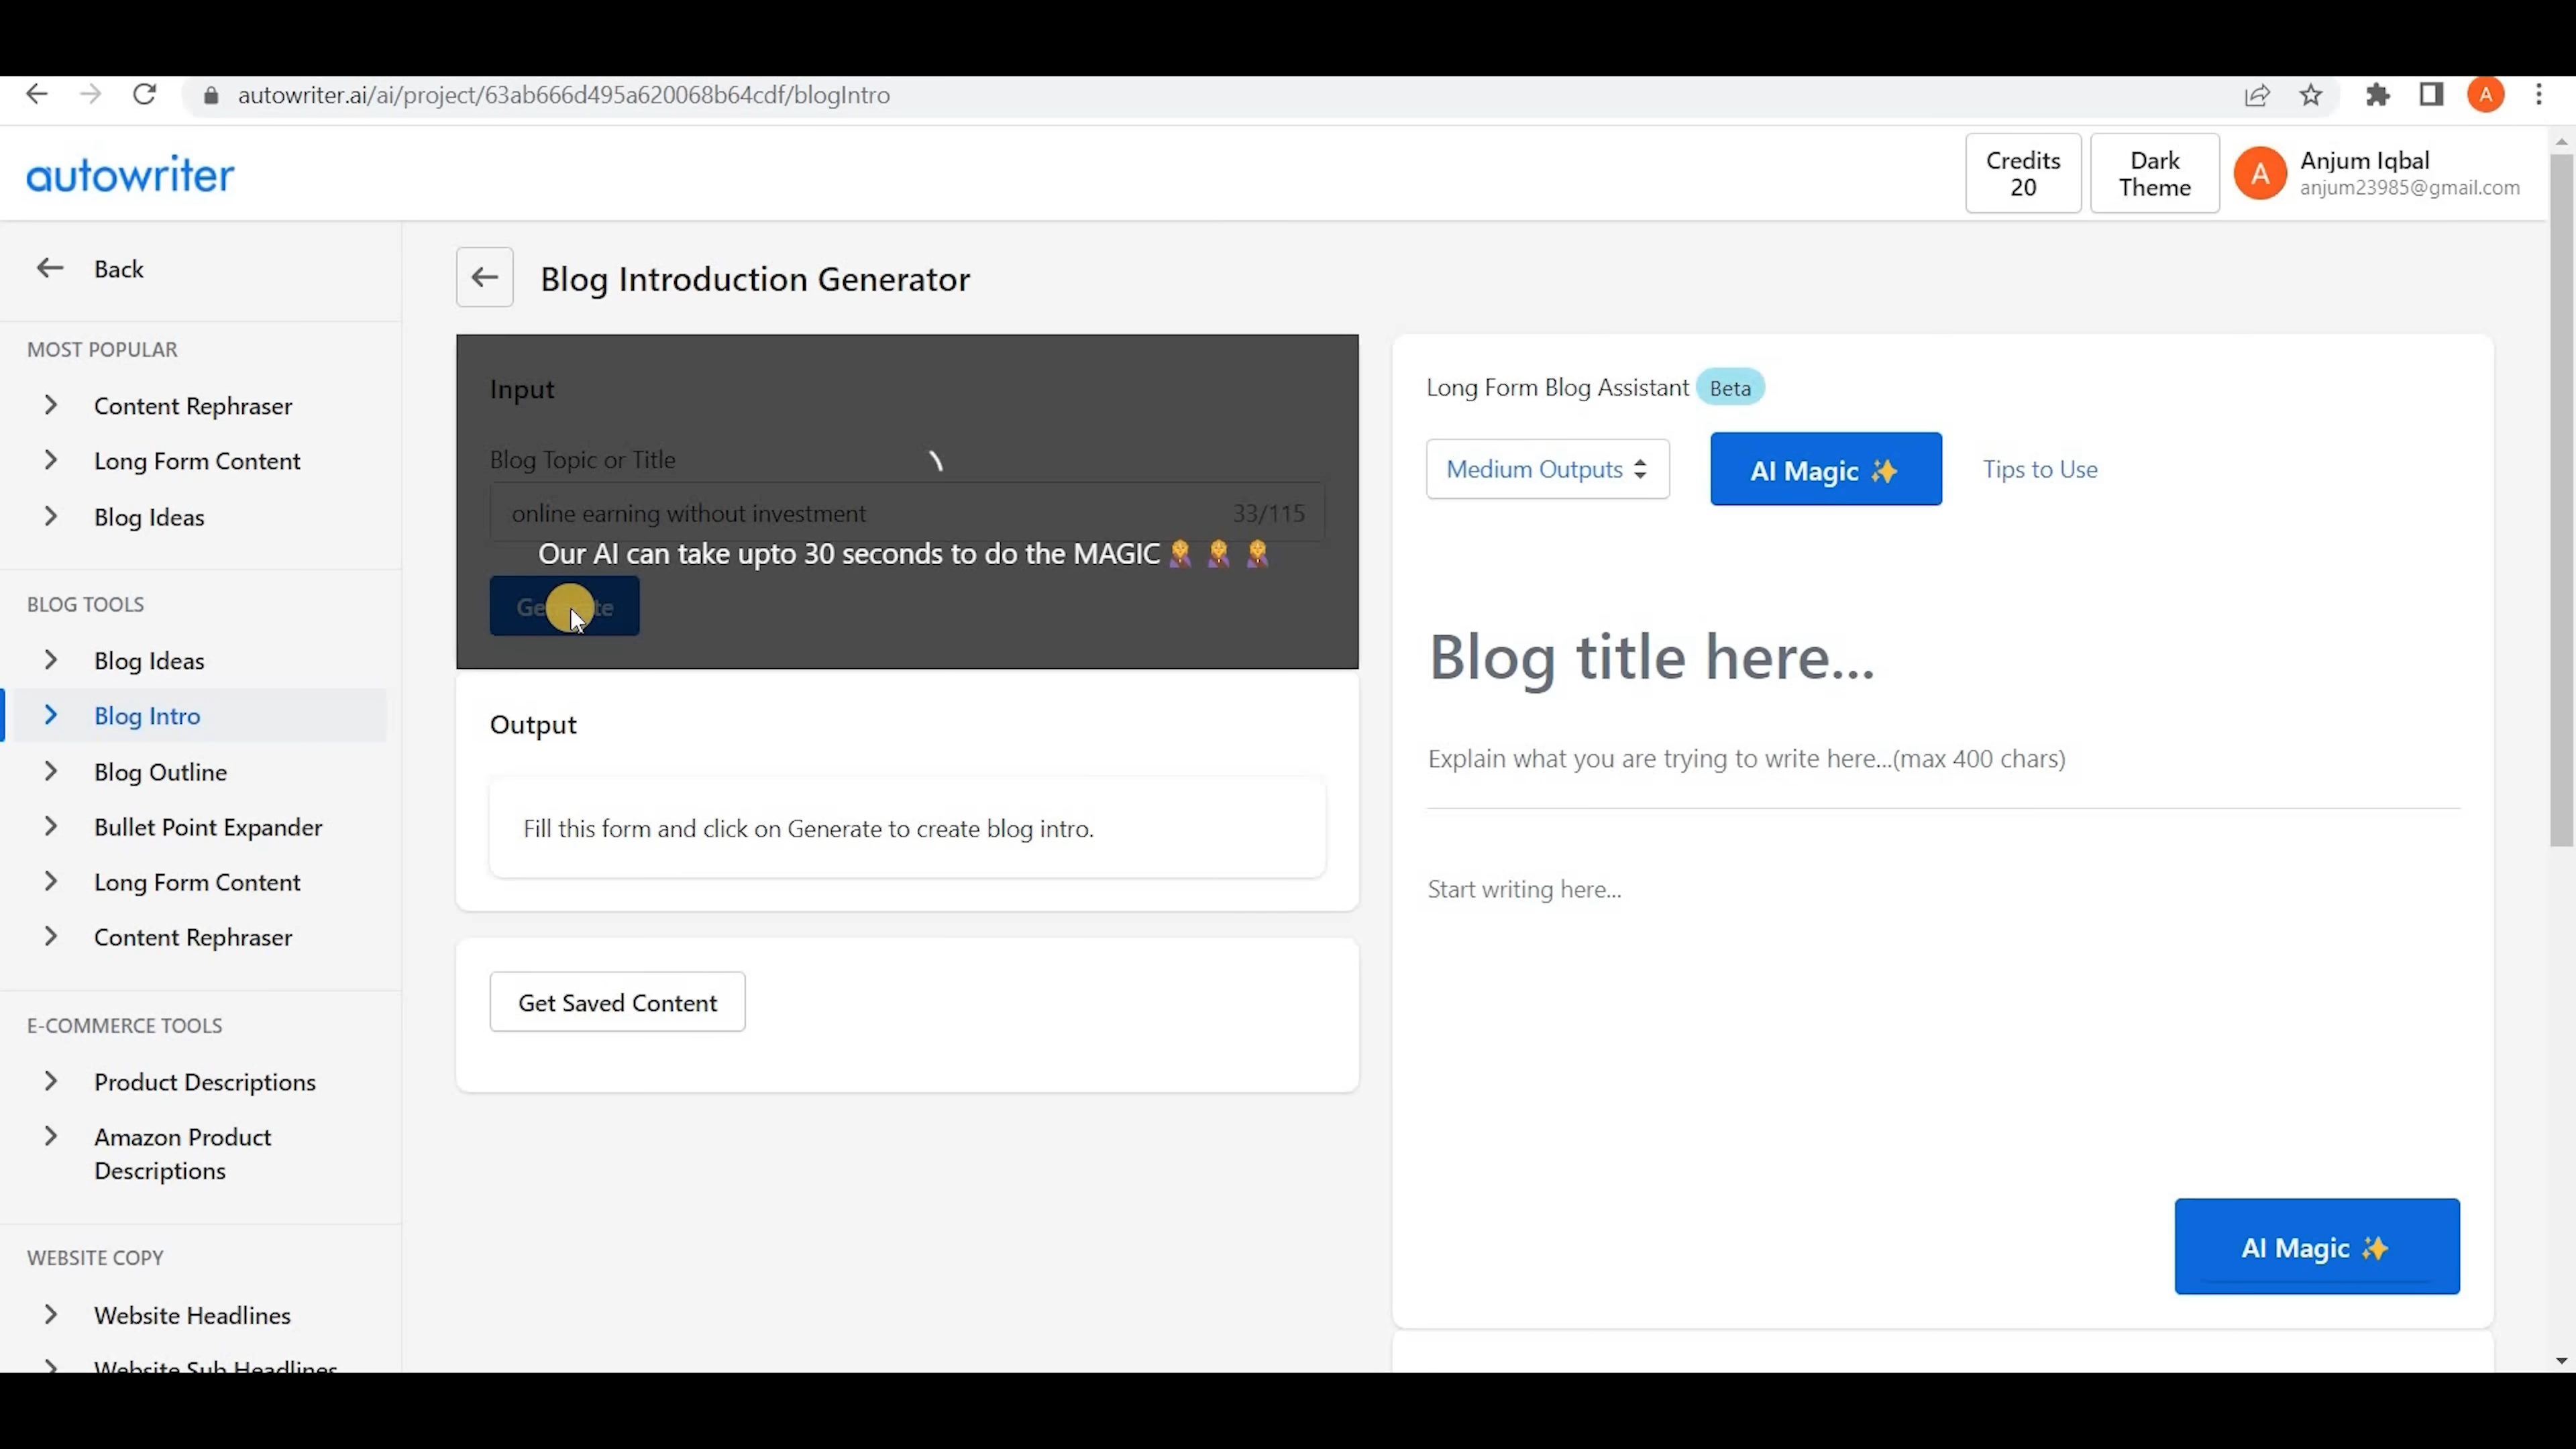 autowriter.ai/ai/project/63ab666d495a620068b64cdf/blogIntro
A
autowriter
Credits
20
Dark
Theme
A
Anjum Iqbal
anjum23985@gmail.com
Back
MOST POPULAR
Content Rephraser
Long Form Content
Blog Ideas
BLOG TOOLS
Blog Ideas
Blog Intro
Blog Outline
Bullet Point Expander
Long Form Content
Content Rephraser
E-COMMERCE TOOLS
Product Descriptions
Amazon Product
Descriptions
WEBSITE COPY
Website Headlines
Website Sub Headlines
Blog Introduction Generator
Input
Blog Topic or Title
online earning without investment 33/115
Our AI can take upto 30 seconds to do the MAGIC
Generate
Output
Fill this form and click on Generate to create blog intro.
Get Saved Content
Long Form Blog Assistant Beta
Medium Outputs
AI Magic
Tips to Use
Blog title here...
Explain what you are trying to write here...(max 400 chars)
Start writing here...
AI Magic